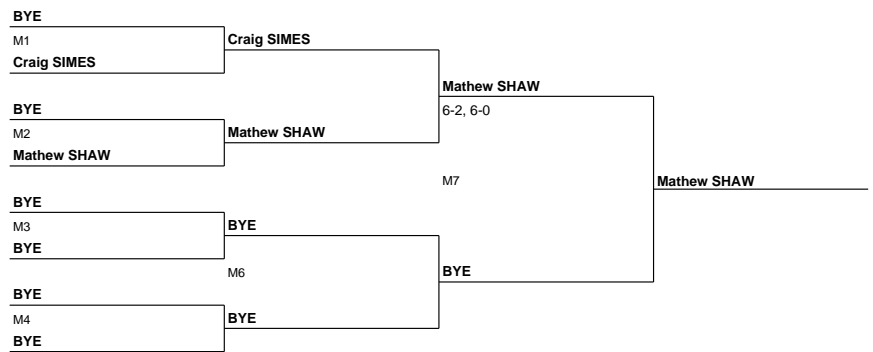 BYE
M1
Craig SIMES
Craig SIMES
BYE
M2
Mathew SHAW
Mathew SHAW
Mathew SHAW
6-2, 6-0
M7
Mathew SHAW
BYE
M3
BYE
BYE
M6
BYE
BYE
M4
BYE
BYE